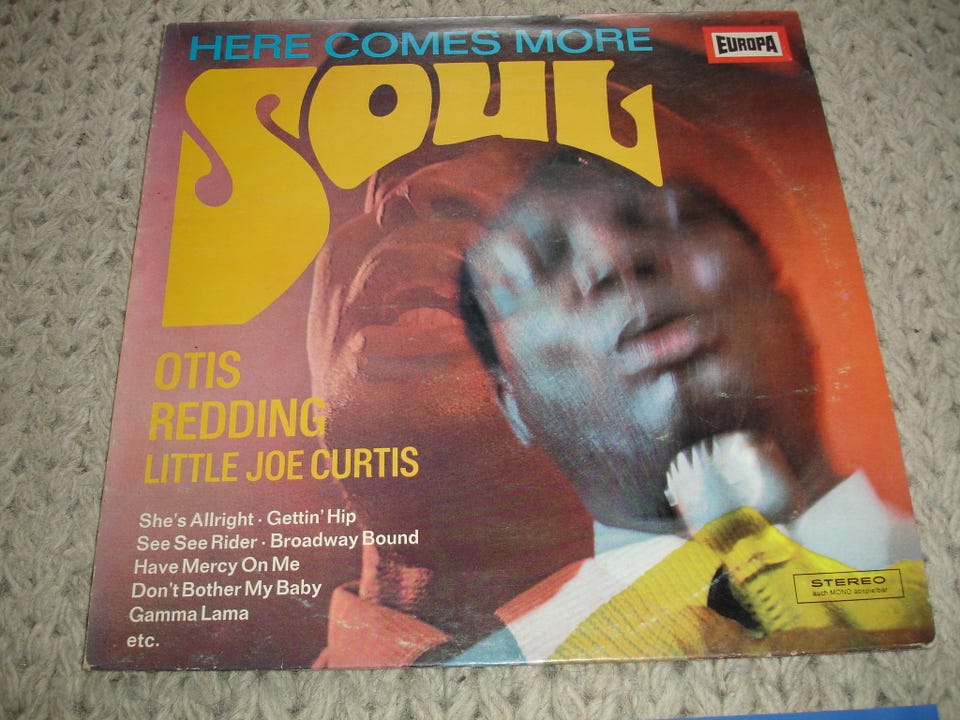 HERE COMES MORE
EUROPA
SOUL
OTIS
REDDING
LITTLE JOE CURTIS
She's Allright · Gettin' Hip
See See Rider · Broadway Bound
Have Mercy On Me
Don't Bother My Baby
Gamma Lama
etc.
STEREO
auch MONO abspielbar